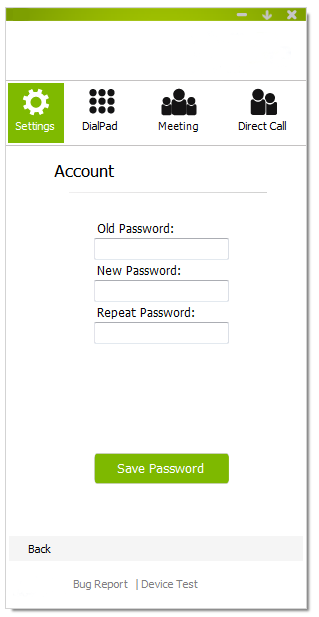 Settings DialPad Meeting Direct Call
Account
Old Password:
New Password:
Repeat Password:
Save Password
Back
Bug Report | Device Test